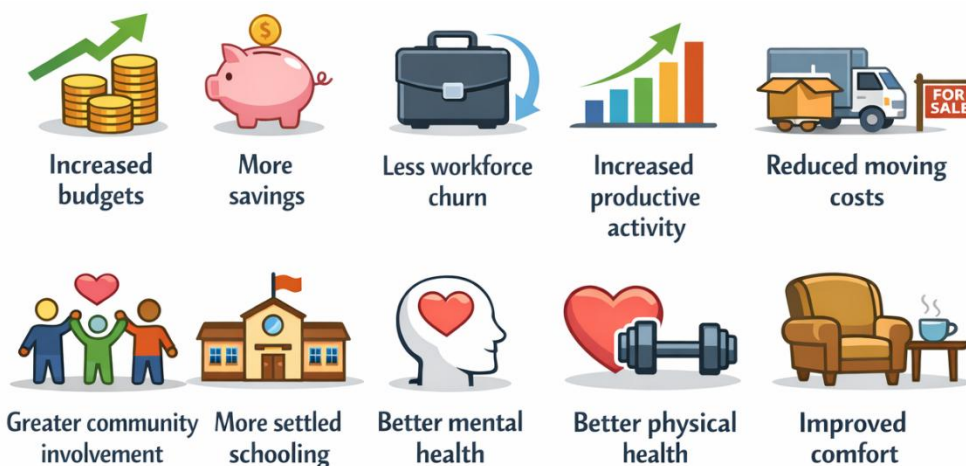 $
FOR
SALE
Increased
budgets
More
savings
Less workforce
churn
Increased
productive
activity
Reduced moving
costs
Greater community
involvement
More settled
schooling
Better mental
health
Better physical
health
Improved
comfort